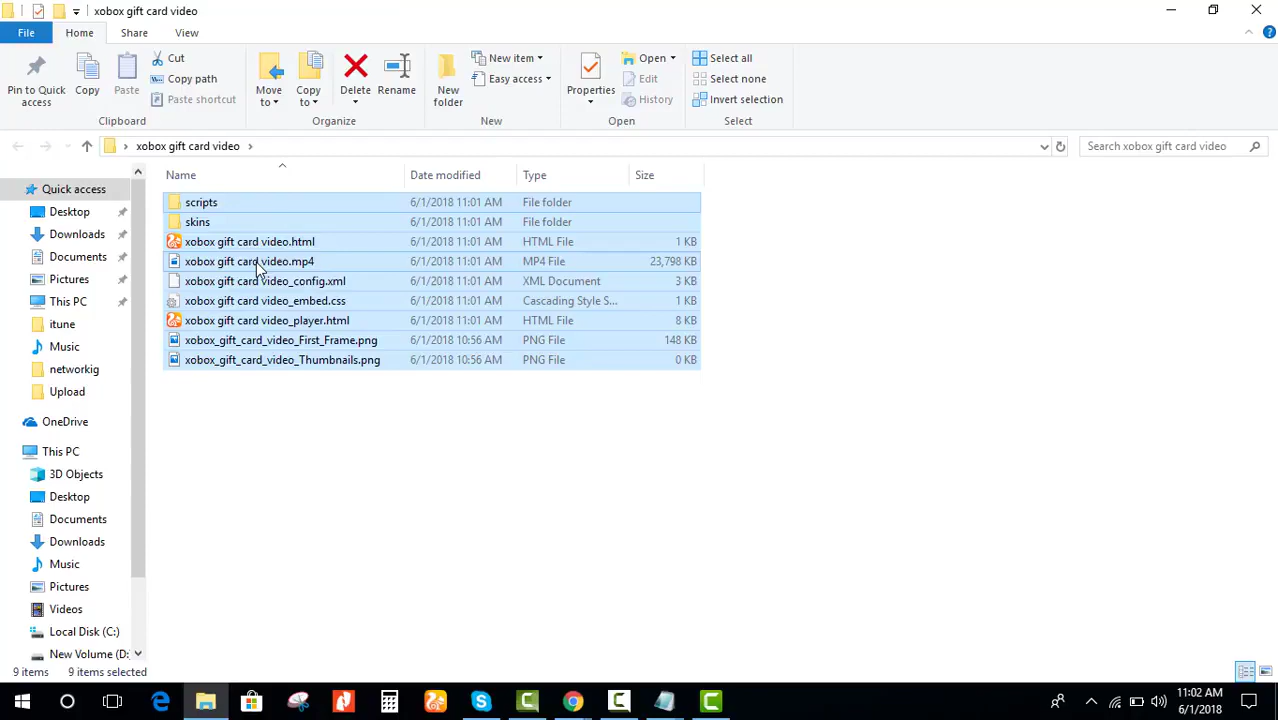 xobox gift card video
File
Home
Share
View
Pin to Quick access
Copy
Paste
Cut
Copy path
Paste shortcut
Clipboard
Move to
Copy to
Delete
Rename
Organize
New folder
New item
Easy access
New
Properties
Open
Edit
History
Open
Select all
Select none
Invert selection
Select
xobox gift card video
Search xobox gift card video
Name Date modified Type Size
scripts 6/1/2018 11:01 AM File folder
skins 6/1/2018 11:01 AM File folder
xobox gift card video.html 6/1/2018 11:01 AM HTML File 1 KB
xobox gift card video.mp4 6/1/2018 11:01 AM MP4 File 23,798 KB
xobox gift card video_config.xml 6/1/2018 11:01 AM XML Document 3 KB
xobox gift card video_embed.css 6/1/2018 11:01 AM Cascading Style S... 1 KB
xobox gift card video_player.html 6/1/2018 11:01 AM HTML File 8 KB
xobox_gift_card_video_First_Frame.png 6/1/2018 10:56 AM PNG File 148 KB
xobox_gift_card_video_Thumbnails.png 6/1/2018 10:56 AM PNG File 0 KB
Quick access
Desktop
Downloads
Documents
Pictures
This PC
itune
Music
networkig
Upload
OneDrive
This PC
3D Objects
Desktop
Documents
Downloads
Music
Pictures
Videos
Local Disk (C:)
New Volume (D:
9 items 9 items selected
11:02 AM
6/1/2018